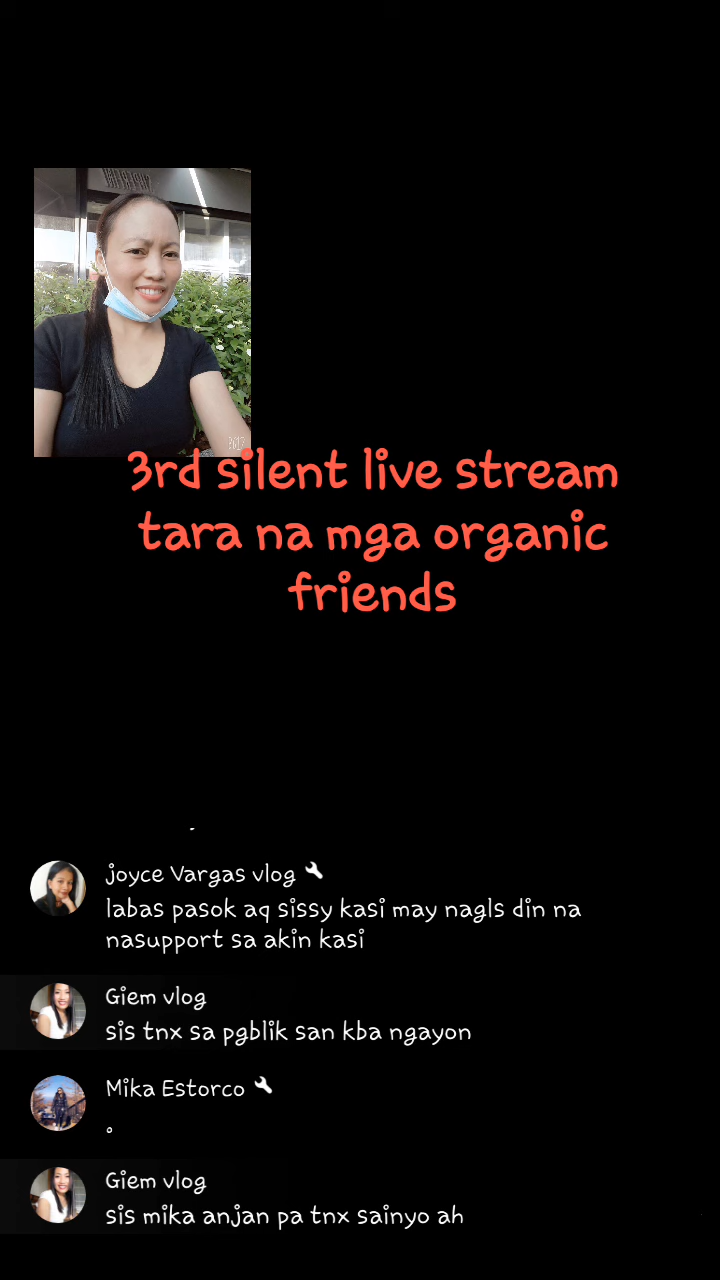 3rd silent live stream
tara na mga organic
friends
joyce Vargas vlog
labas pasok aq sissy kasi may nagls din na
nasupport sa akin kasi
Giem vlog
sis tnx sa pgblik san kba ngayon
Mika Estorco
.
Giem vlog
sis mika anjan pa tnx sainyo ah